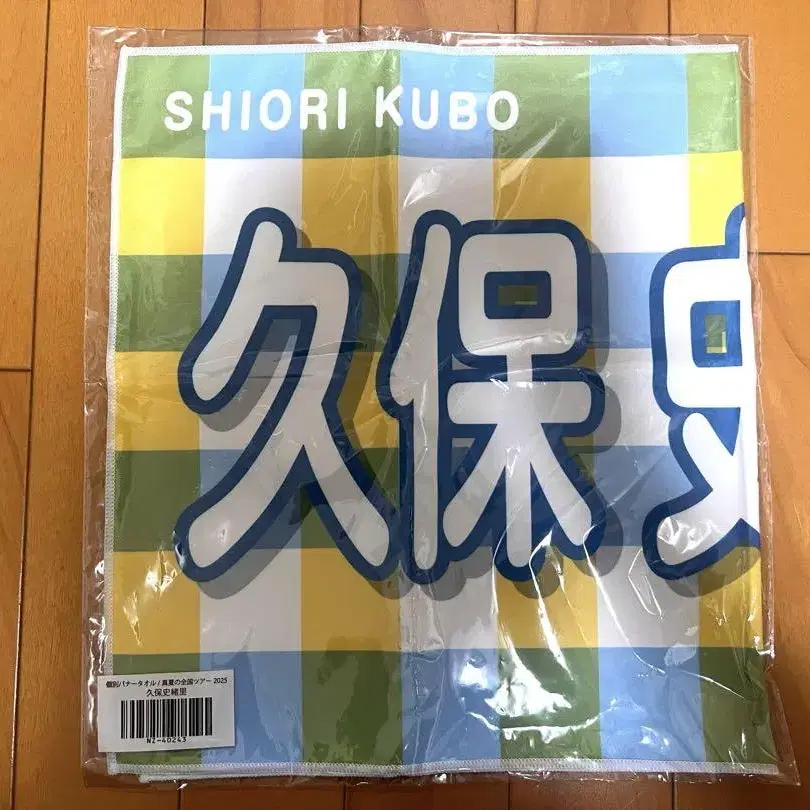 SHIORI KUBO
久保史
個別バナータオル / 真夏の全国ツアー 2025
久保史緒里
NZ-40243